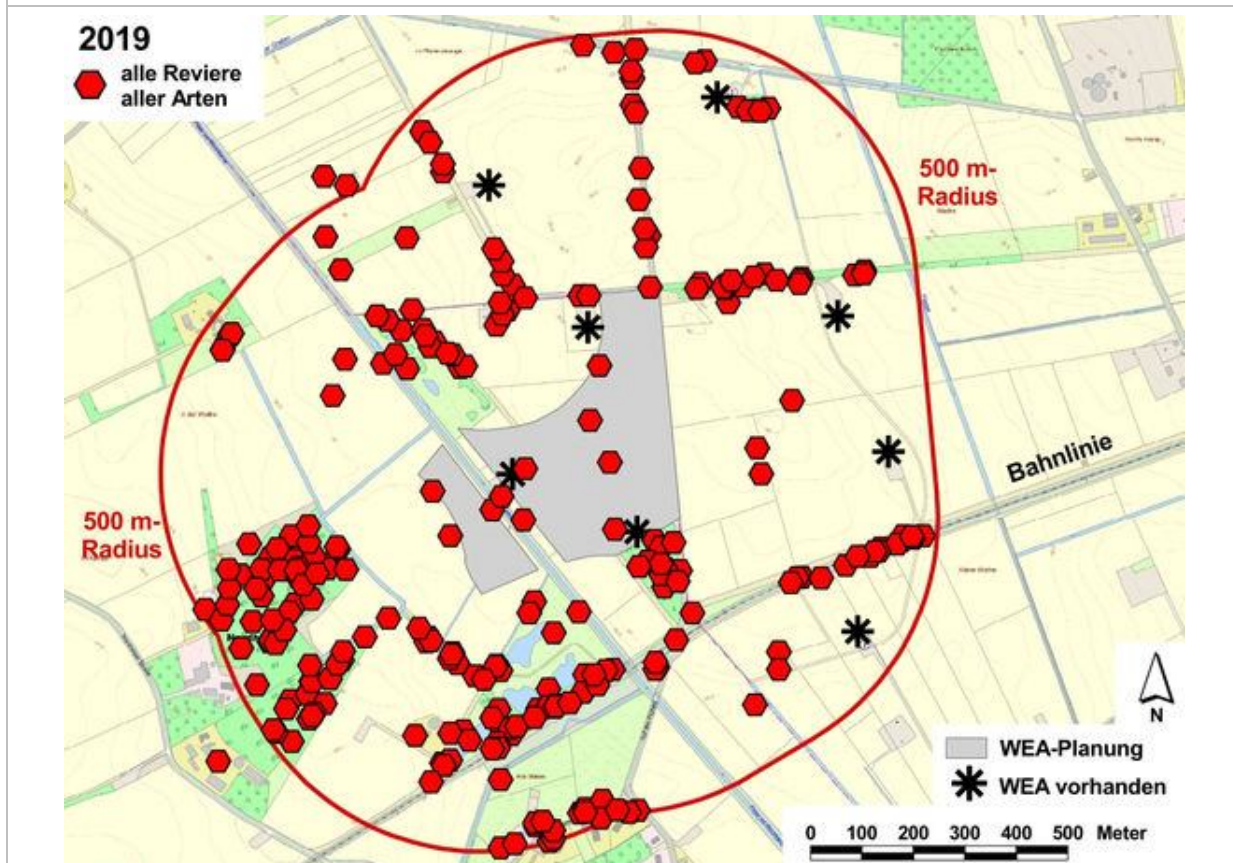 2019
alle Reviere
aller Arten
500 m-
Radius
Bahnlinie
500 m-
Radius
WEA-Planung
WEA vorhanden
N
0 100 200 300 400 500 Meter